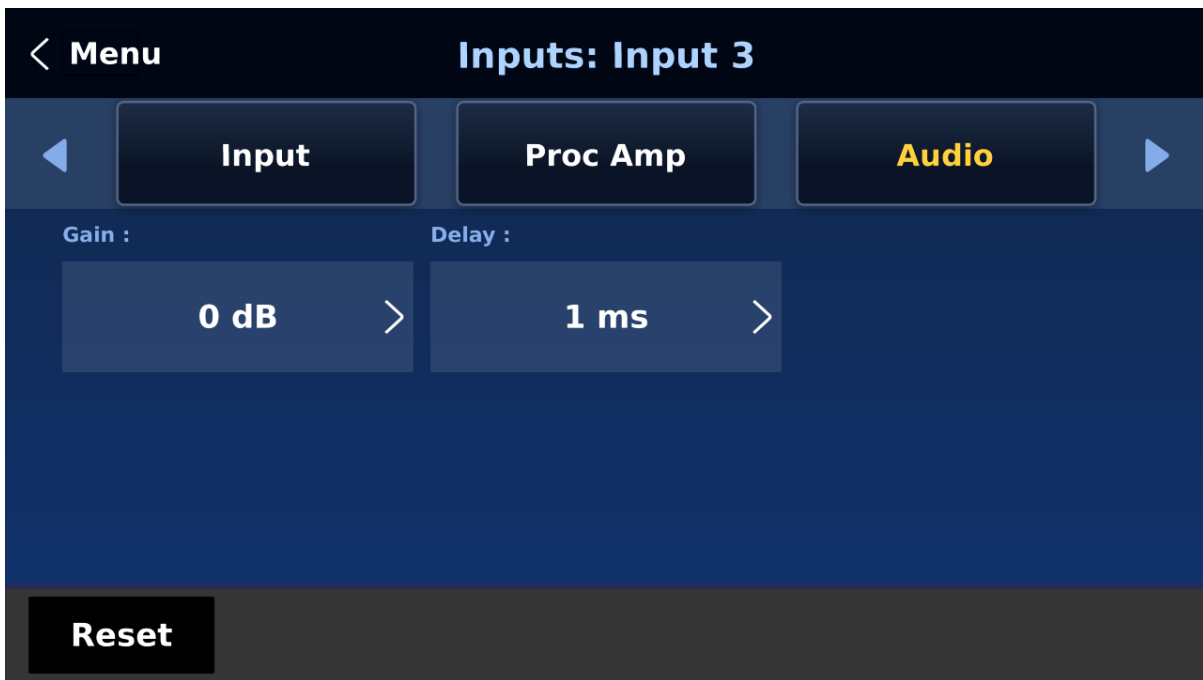 Menu
Inputs: Input 3
Input
Proc Amp
Audio
Gain :
Delay :
0 dB
1 ms
Reset